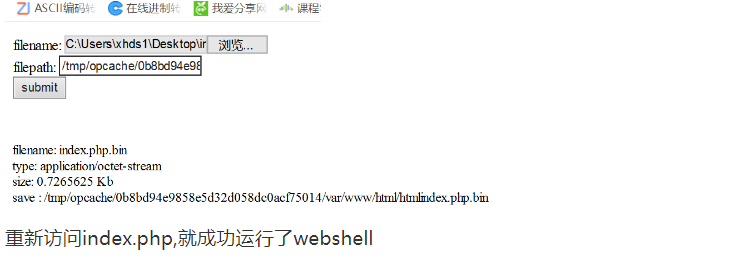 ASCII编码转 在线进制转 我爱分享网 课程
filename: C:\Users\xhds1\Desktop\in 浏览...
filepath: /tmp/opcache/0b8bd94e98
submit
filename: index.php.bin
type: application/octet-stream
size: 0.7265625 Kb
save : /tmp/opcache/0b8bd94e9858e5d32d058dc0acf75014/var/www/html/htmlindex.php.bin
重新访问index.php,就成功运行了webshell